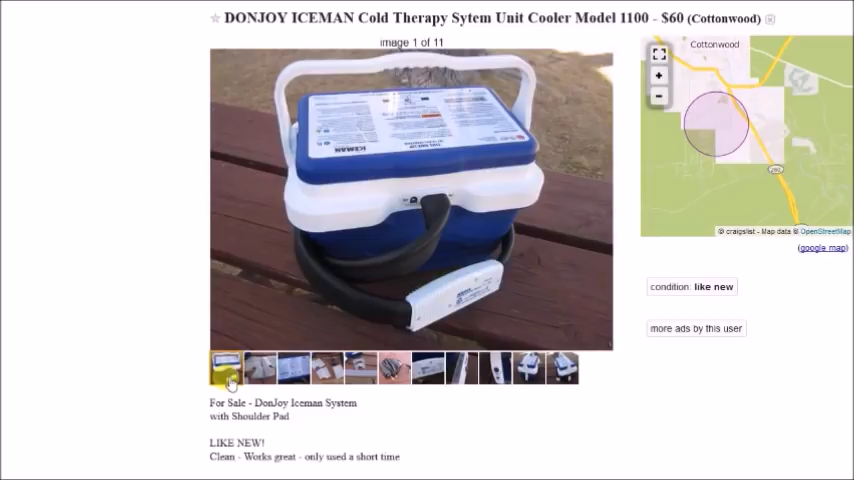 DONJOY ICEMAN Cold Therapy Sytem Unit Cooler Model 1100 - $60 (Cottonwood)
image 1 of 11
Cottonwood
+
−
ICEMAN
260
© craigslist - Map data © OpenStreetMap
(google map)
condition: like new
more ads by this user
For Sale - DonJoy Iceman System
with Shoulder Pad
LIKE NEW!
Clean - Works great - only used a short time